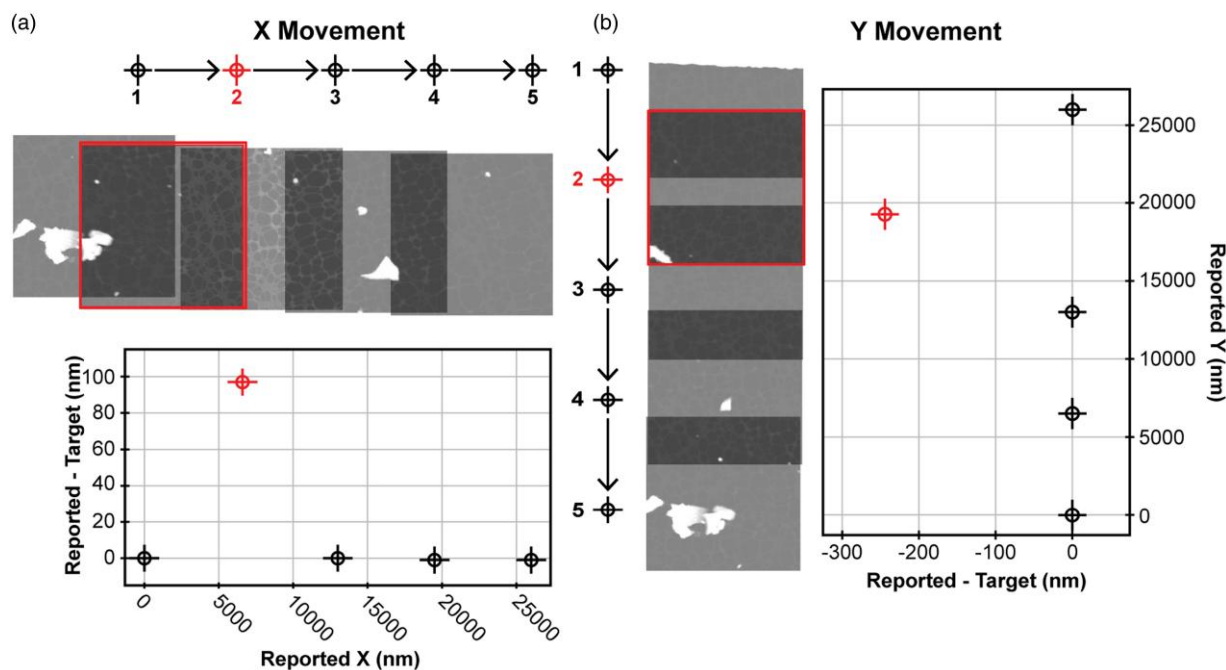 (a)
X Movement
1 2 3 4 5
100
80
60
40
20
0
Reported - Target (nm)
0 5000 10000 15000 20000 25000
Reported X (nm)
(b)
Y Movement
1
2
3
4
5
25000
20000
15000
10000
5000
0
Reported Y (nm)
-300 -200 -100 0
Reported - Target (nm)